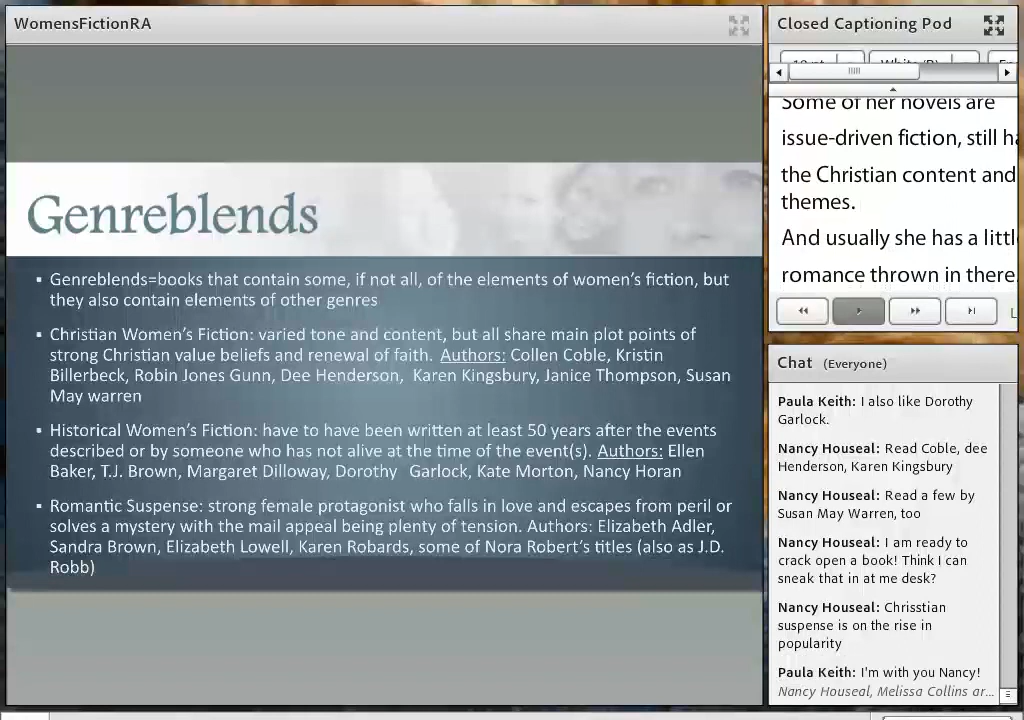 WomensFictionRA
Genreblends
▪ Genreblends=books that contain some, if not all, of the elements of women's fiction, but
they also contain elements of other genres
▪ Christian Women's Fiction: varied tone and content, but all share main plot points of
strong Christian value beliefs and renewal of faith. Authors: Collen Coble, Kristin
Billerbeck, Robin Jones Gunn, Dee Henderson, Karen Kingsbury, Janice Thompson, Susan
May warren
▪ Historical Women's Fiction: have to have been written at least 50 years after the events
described or by someone who has not alive at the time of the event(s). Authors: Ellen
Baker, T.J. Brown, Margaret Dilloway, Dorothy Garlock, Kate Morton, Nancy Horan
▪ Romantic Suspense: strong female protagonist who falls in love and escapes from peril or
solves a mystery with the mail appeal being plenty of tension. Authors: Elizabeth Adler,
Sandra Brown, Elizabeth Lowell, Karen Robards, some of Nora Robert's titles (also as J.D.
Robb)
Closed Captioning Pod
Some of her novels are
issue-driven fiction, still ha
the Christian content and
themes.
And usually she has a littl
romance thrown in there
Chat (Everyone)
Paula Keith: I also like Dorothy
Garlock.
Nancy Houseal: Read Coble, dee
Henderson, Karen Kingsbury
Nancy Houseal: Read a few by
Susan May Warren, too
Nancy Houseal: I am ready to
crack open a book! Think I can
sneak that in at me desk?
Nancy Houseal: Chrisstian
suspense is on the rise in
popularity
Paula Keith: I'm with you Nancy!
Nancy Houseal, Melissa Collins ar...